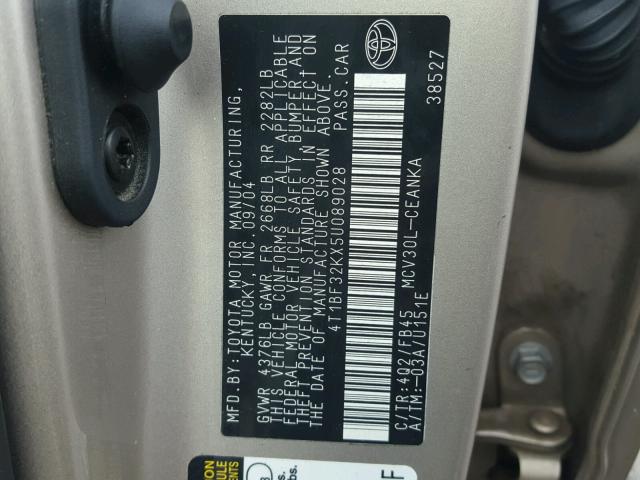 MFD. BY: TOYOTA MOTOR MANUFACTURING,
KENTUCKY, INC. 09/04
GVWR 4376LB GAWR FR 2668LB RR 2282LB
THIS VEHICLE CONFORMS TO ALL APPLICABLE
FEDERAL MOTOR VEHICLE SAFETY, BUMPER, AND
THEFT PREVENTION STANDARDS IN EFFECT ON
THE DATE OF MANUFACTURE SHOWN ABOVE.
4T1BF32KX5U089028 PASS. CAR
C/TR:4Q2/FB45 MCV30L-CEANKA
A/TM:-03A/U151E 38527